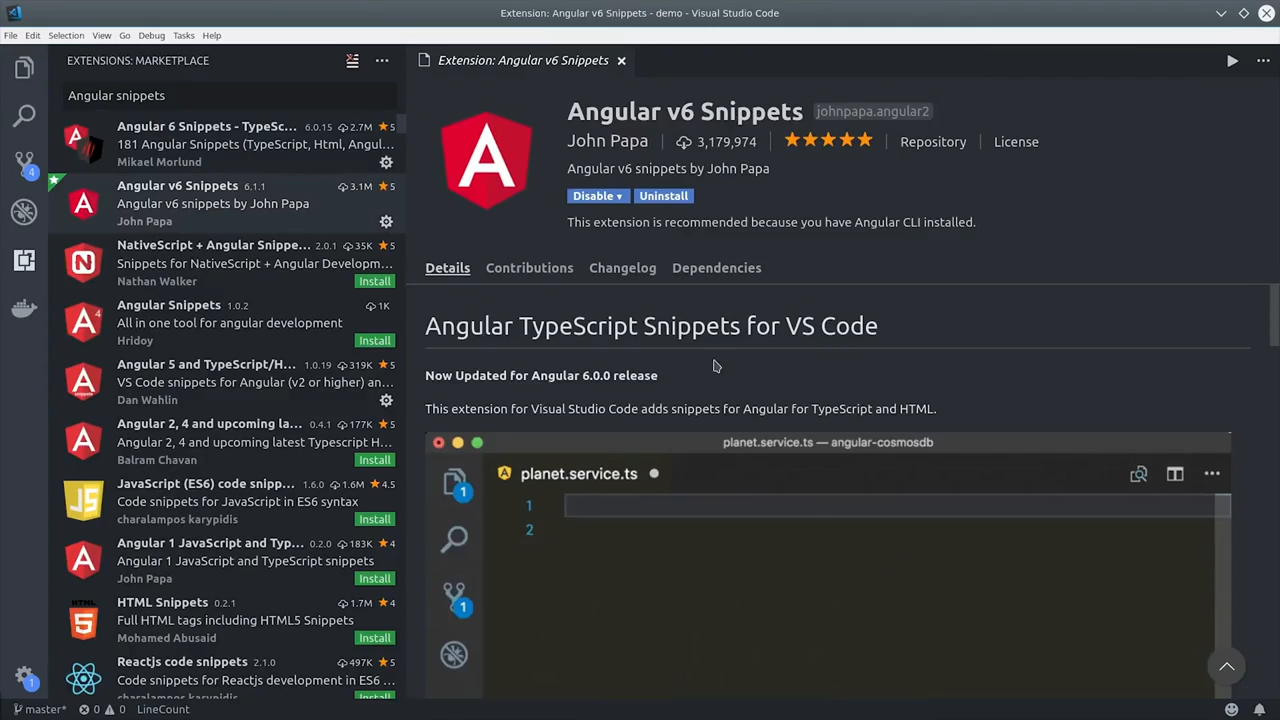 Extension: Angular v6 Snippets - demo - Visual Studio Code
File Edit Selection View Go Debug Tasks Help
EXTENSIONS: MARKETPLACE
Angular snippets
Angular 6 Snippets - TypeSc... 6.0.15 2.7M 5
181 Angular Snippets (TypeScript, Html, Angul...
Mikael Morlund
Angular v6 Snippets 6.1.1 3.1M 5
Angular v6 snippets by John Papa
John Papa
NativeScript + Angular Snippe... 2.0.1 35K 5
Snippets for NativeScript + Angular Developm...
Nathan Walker Install
Angular Snippets 1.0.2 1K
All in one tool for angular development
Hridoy Install
Angular 5 and TypeScript/H... 1.0.19 319K 5
VS Code snippets for Angular (v2 or higher) an...
Dan Wahlin
Angular 2, 4 and upcoming la... 0.4.1 177K 5
Angular 2, 4 and upcoming latest Typescript H...
Balram Chavan Install
JavaScript (ES6) code snipp... 1.6.0 1.6M 4.5
Code snippets for JavaScript in ES6 syntax
charalampos karypidis Install
Angular 1 JavaScript and Typ... 0.2.0 183K 4
Angular 1 JavaScript and TypeScript snippets
John Papa Install
HTML Snippets 0.2.1 1.7M 4
Full HTML tags including HTML5 Snippets
Mohamed Abusaid Install
Reactjs code snippets 2.1.0 497K 5
Code snippets for Reactjs development in ES6 ...
charalampos karypidis Install
Extension: Angular v6 Snippets
Angular v6 Snippets johnpapa.angular2
John Papa 3,179,974 Repository License
Angular v6 snippets by John Papa
Disable Uninstall
This extension is recommended because you have Angular CLI installed.
Details Contributions Changelog Dependencies
Angular TypeScript Snippets for VS Code
Now Updated for Angular 6.0.0 release
This extension for Visual Studio Code adds snippets for Angular for TypeScript and HTML.
planet.service.ts — angular-cosmosdb
planet.service.ts
1
2
1
1
4
1
master* 0 0 LineCount